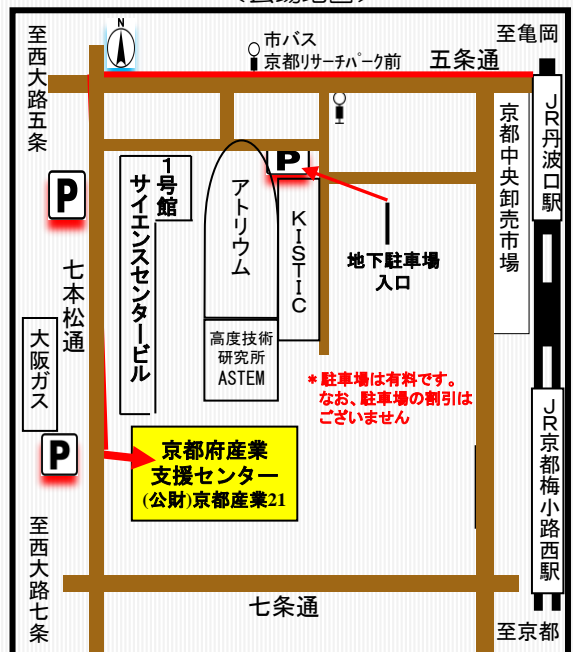 N
至西大路五条
市バス
京都リサーチパーク前
五条通
至亀岡
JR丹波口駅
京都中央卸売市場
P
P
1号館
サイエンスセンタービル
アトリウム
KISTIC
地下駐車場
入口
七本松通
大阪ガス
高度技術
研究所
ASTEM
*駐車場は有料です。
なお、駐車場の割引は
ございません
P
京都府産業
支援センター
(公財)京都産業21
JR京都梅小路西駅
至西大路七条
七条通
至京都